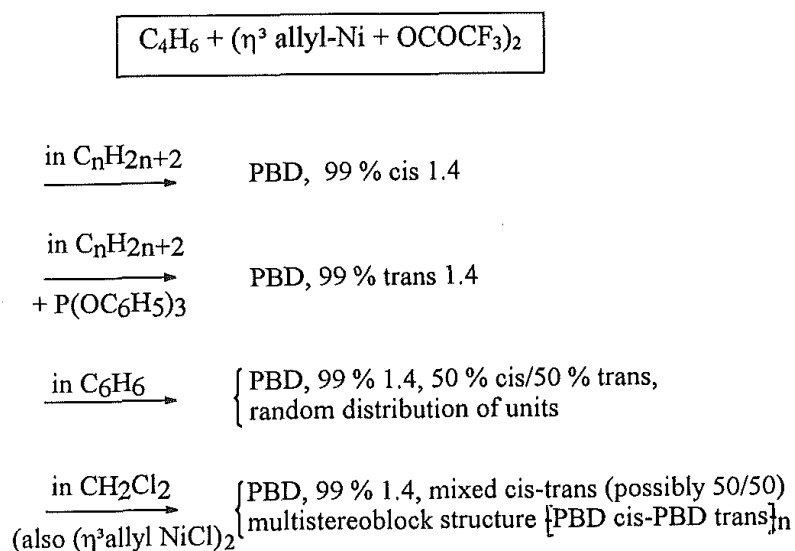 C₄H₆ + (η³ allyl-Ni + OCOCF₃)₂
in CₙH₂ₙ₊₂
PBD, 99 % cis 1.4
in CₙH₂ₙ₊₂
+ P(OC₆H₅)₃
PBD, 99 % trans 1.4
in C₆H₆
PBD, 99 % 1.4, 50 % cis/50 % trans,
random distribution of units
in CH₂Cl₂
(also (η³allyl NiCl)₂
PBD, 99 % 1.4, mixed cis-trans (possibly 50/50)
multistereoblock structure [PBD cis-PBD trans]ₙ